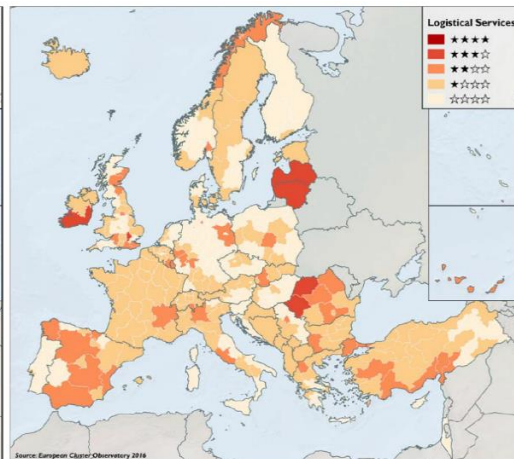 Logistical Services
★★★★
★★★☆
★★☆☆
★☆☆☆
☆☆☆☆
Source: European Cluster Observatory 2016